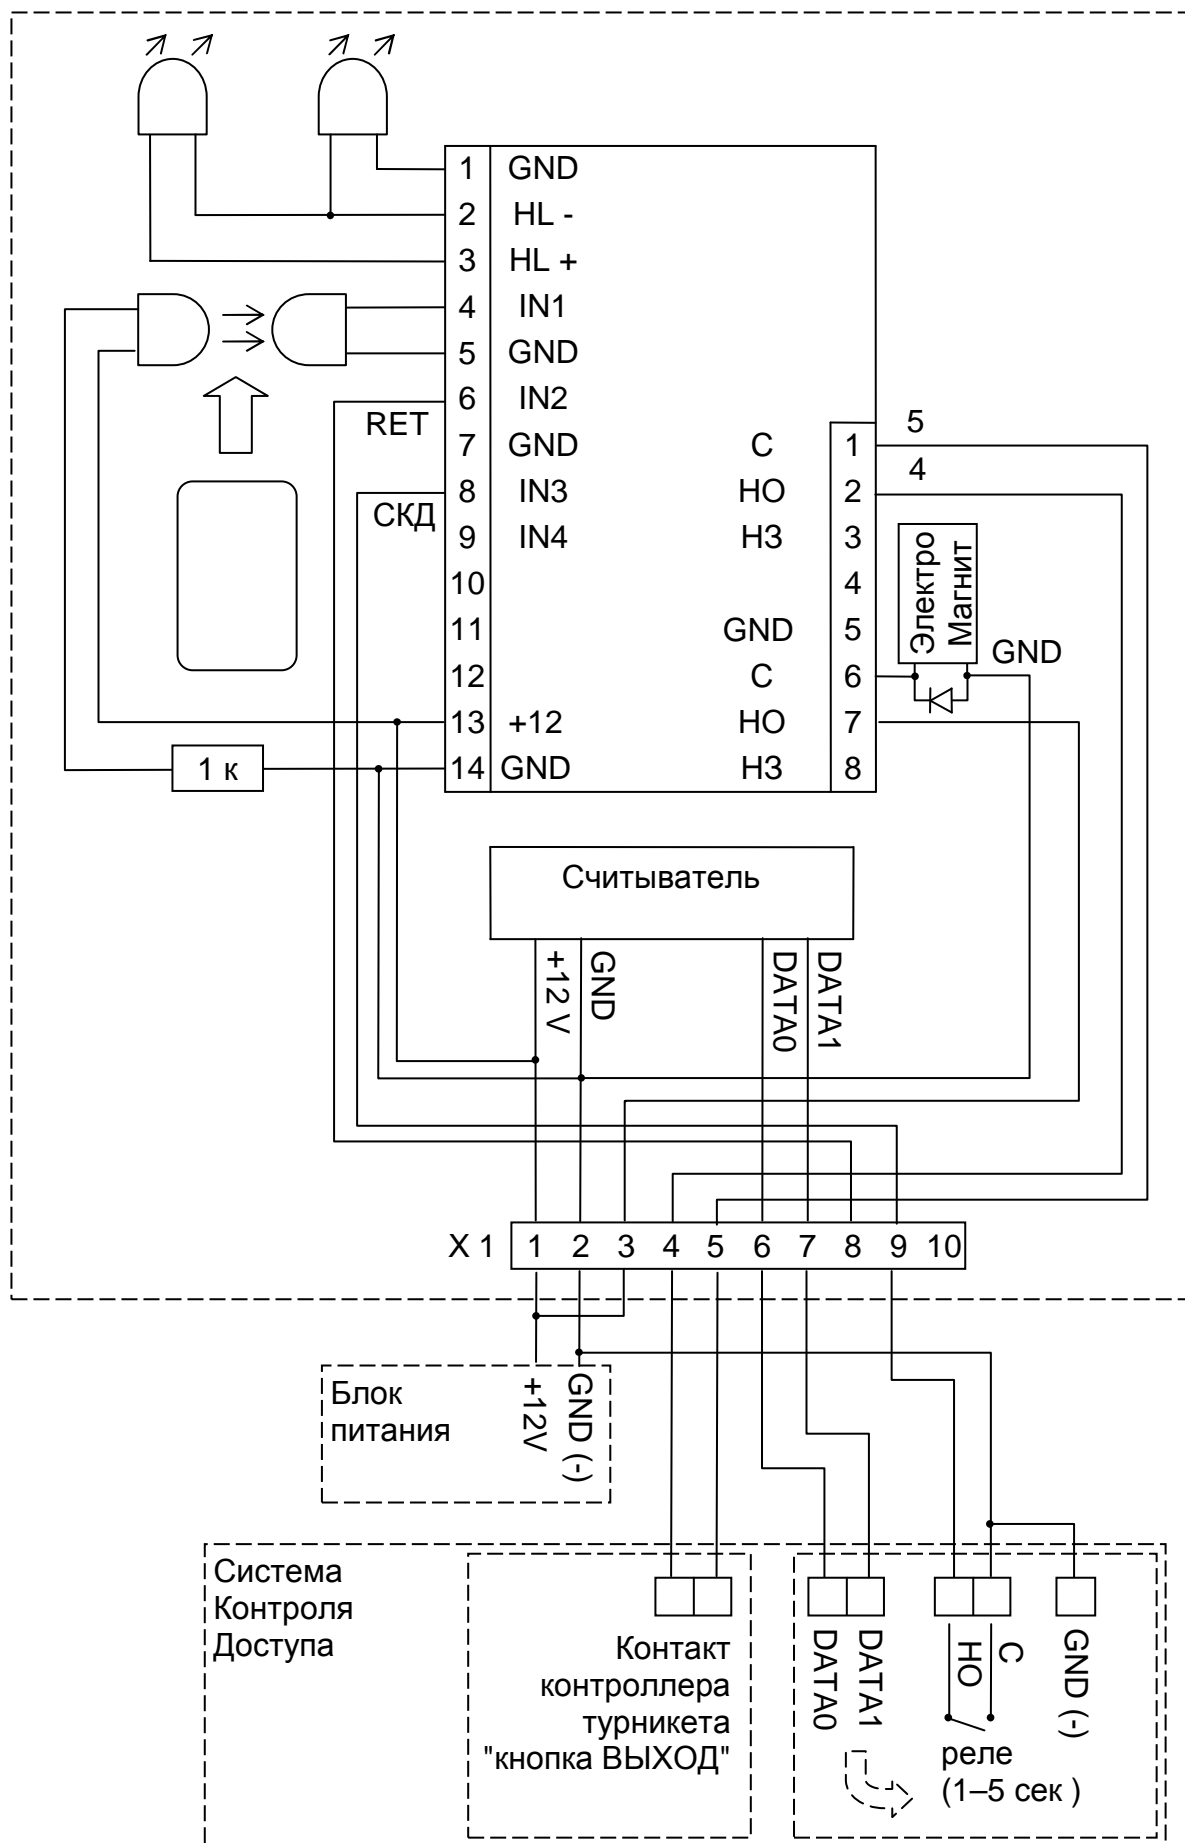 1 GND
2 HL -
3 HL +
4 IN1
5 GND
6 IN2
RET
7 GND
8 IN3
СКД
9 IN4
10
11
12
13 +12
14 GND
1 к
С 1
5
НО 2
4
НЗ 3
4
GND 5
С 6
НО 7
НЗ 8
Электро
Магнит
GND
Считыватель
+12 V
GND
DATA0
DATA1
X 1
1 2 3 4 5 6 7 8 9 10
Блок
питания
+12V
GND (-)
Система
Контроля
Доступа
Контакт
контроллера
турникета
"кнопка ВЫХОД"
DATA0
DATA1
НО
С
GND (-)
реле
(1–5 сек )